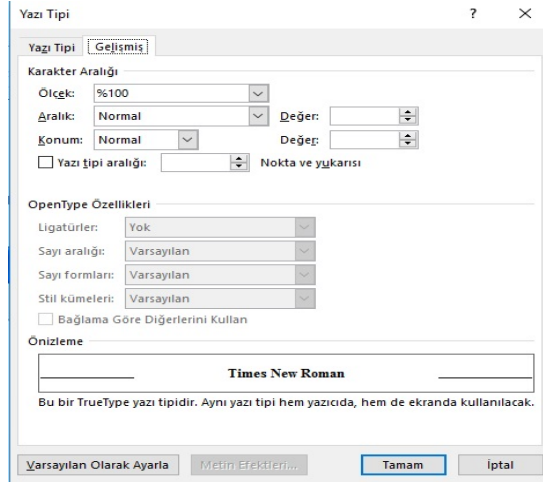 Yazı Tipi ? ×
Yazı Tipi Gelişmiş
Karakter Aralığı
Ölçek: %100
Aralık: Normal Değer:
Konum: Normal Değer:
Yazı tipi aralığı: Nokta ve yukarısı
OpenType Özellikleri
Ligatürler: Yok
Sayı aralığı: Varsayılan
Sayı formları: Varsayılan
Stil kümeleri: Varsayılan
Bağlama Göre Diğerlerini Kullan
Önizleme
Times New Roman
Bu bir TrueType yazı tipidir. Aynı yazı tipi hem yazıcıda, hem de ekranda kullanılacak.
Varsayılan Olarak Ayarla Metin Efektleri... Tamam İptal